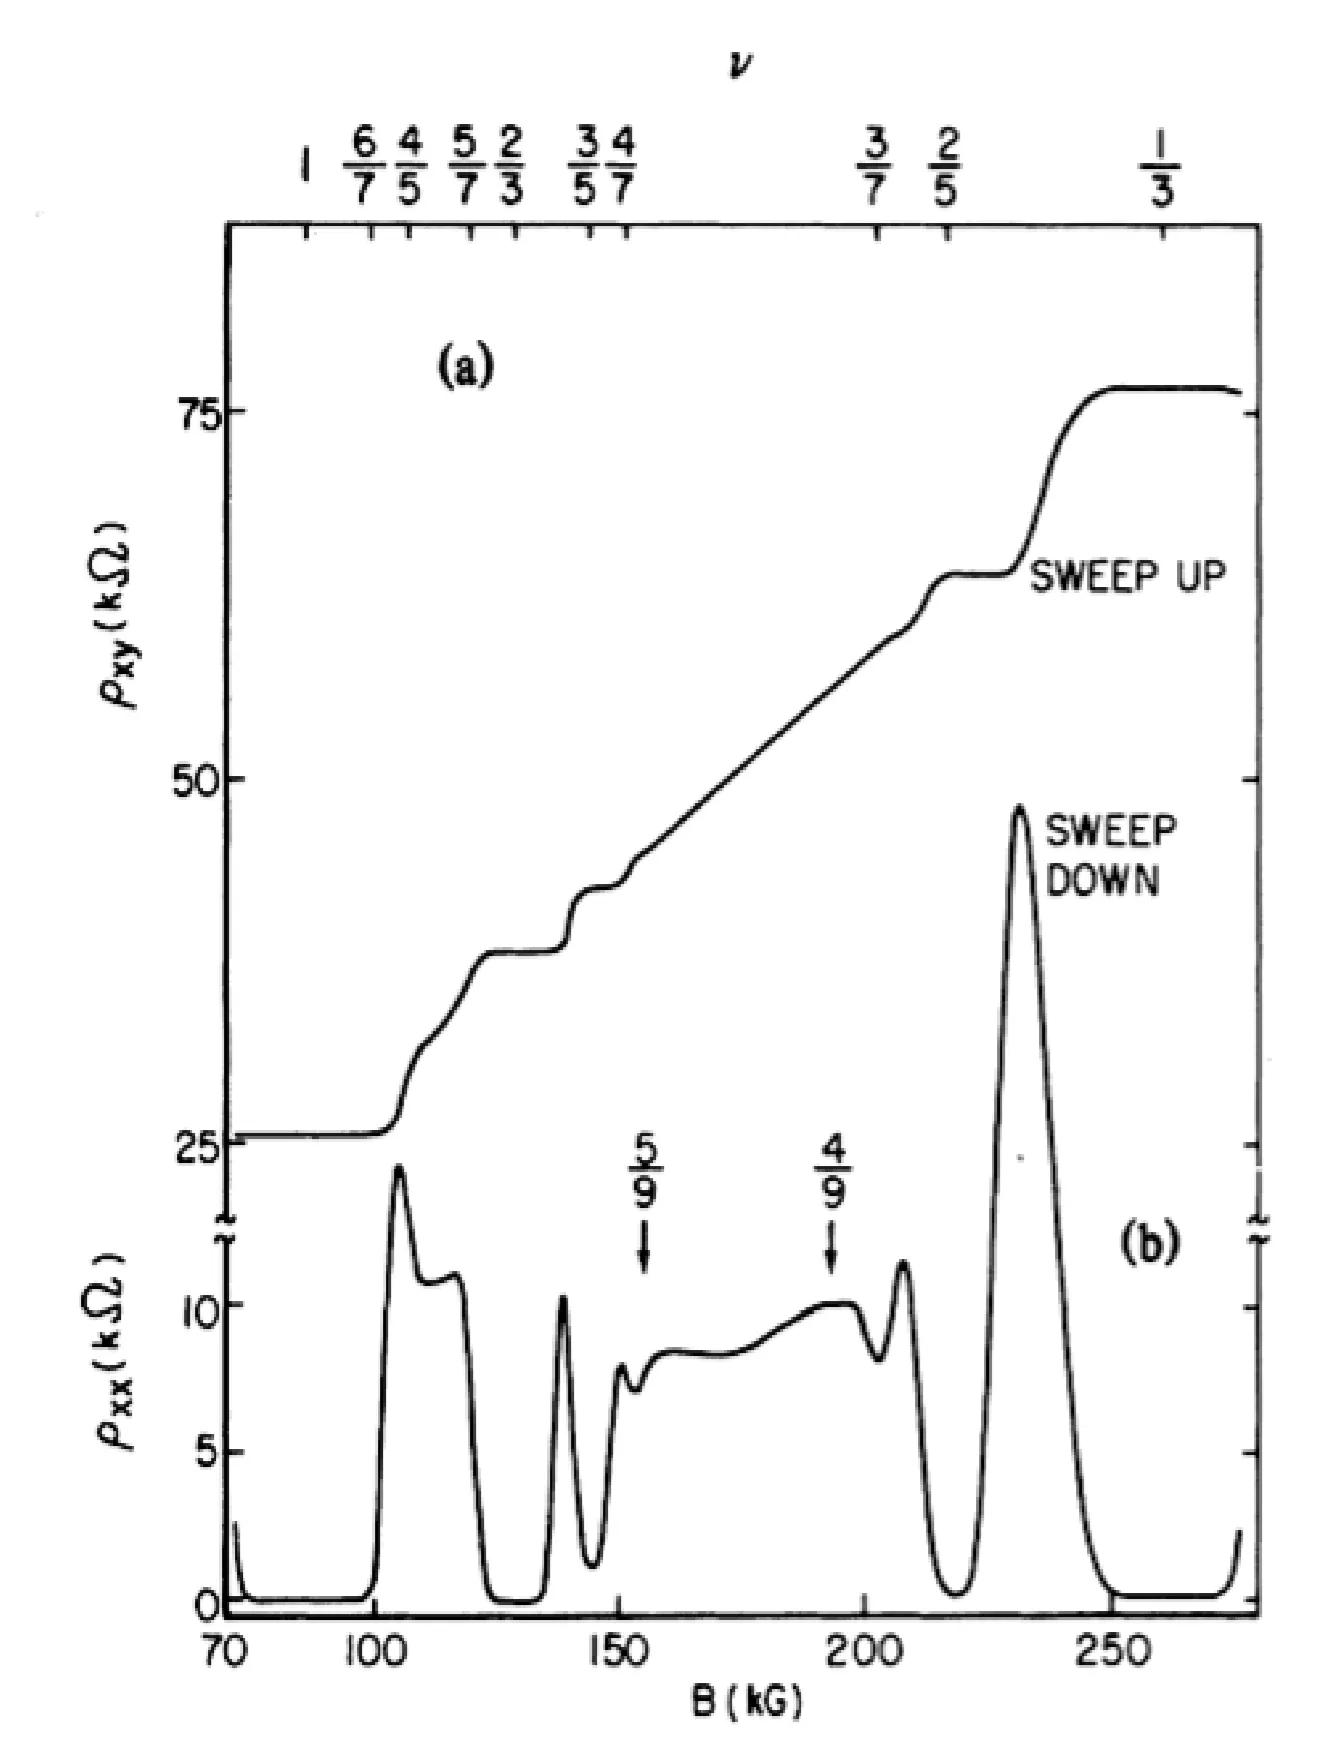 ν
1 6/7 4/5 5/7 2/3 3/5 4/7 3/7 2/5 1/3
(a)
75
ρxy (kΩ)
SWEEP UP
50
SWEEP
DOWN
25
5/9 4/9
(b)
10
ρxx (kΩ)
5
0
70 100 150 200 250
B (kG)